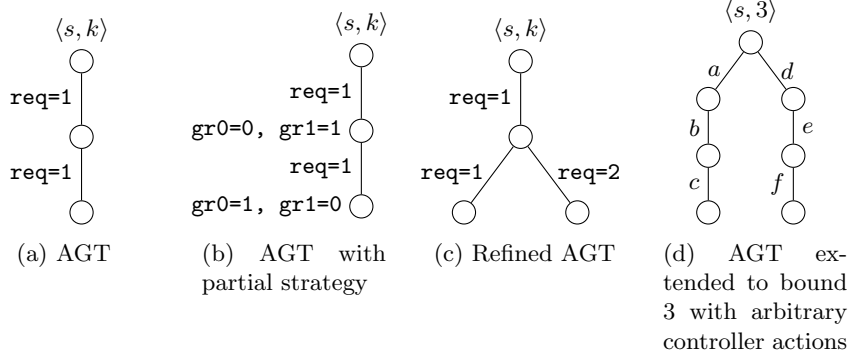 ⟨s, k⟩
req=1
req=1
(a) AGT
⟨s, k⟩
req=1
gr0=0, gr1=1
req=1
gr0=1, gr1=0
(b) AGT with
partial strategy
⟨s, k⟩
req=1
req=1 req=2
(c) Refined AGT
⟨s, 3⟩
a d
b e
c f
(d) AGT ex-
tended to bound
3 with arbitrary
controller actions